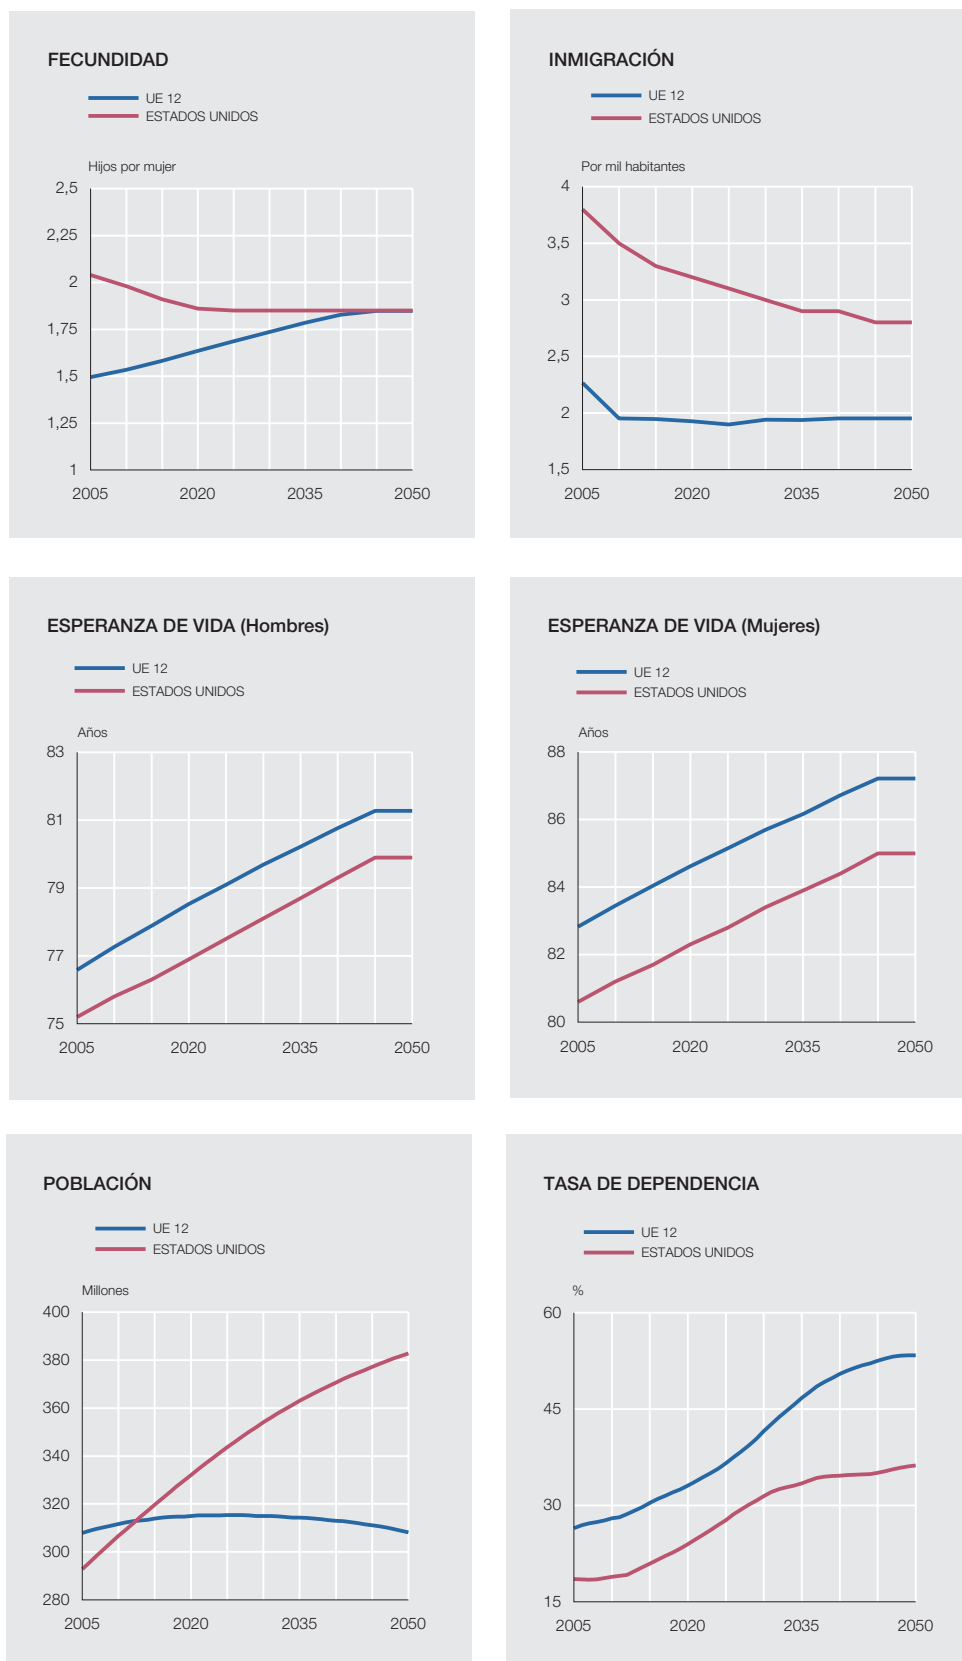 FECUNDIDAD
UE 12
ESTADOS UNIDOS
Hijos por mujer
2,5
2,25
2
1,75
1,5
1,25
1
2005 2020 2035 2050
INMIGRACIÓN
UE 12
ESTADOS UNIDOS
Por mil habitantes
4
3,5
3
2,5
2
1,5
2005 2020 2035 2050
ESPERANZA DE VIDA (Hombres)
UE 12
ESTADOS UNIDOS
Años
83
81
79
77
75
2005 2020 2035 2050
ESPERANZA DE VIDA (Mujeres)
UE 12
ESTADOS UNIDOS
Años
88
86
84
82
80
2005 2020 2035 2050
POBLACIÓN
UE 12
ESTADOS UNIDOS
Millones
400
380
360
340
320
300
280
2005 2020 2035 2050
TASA DE DEPENDENCIA
UE 12
ESTADOS UNIDOS
%
60
45
30
15
2005 2020 2035 2050